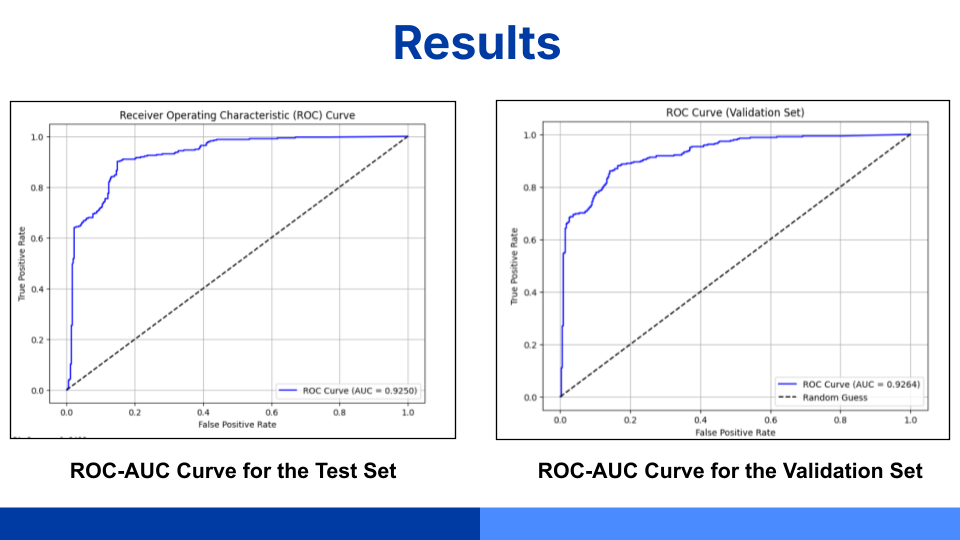 Results
Receiver Operating Characteristic (ROC) Curve
True Positive Rate
1.0
0.8
0.6
0.4
0.2
0.0
ROC Curve (AUC = 0.9250)
0.0 0.2 0.4 0.6 0.8 1.0
False Positive Rate
ROC-AUC Curve for the Test Set
ROC Curve (Validation Set)
True Positive Rate
1.0
0.8
0.6
0.4
0.2
0.0
ROC Curve (AUC = 0.9264)
Random Guess
0.0 0.2 0.4 0.6 0.8 1.0
False Positive Rate
ROC-AUC Curve for the Validation Set